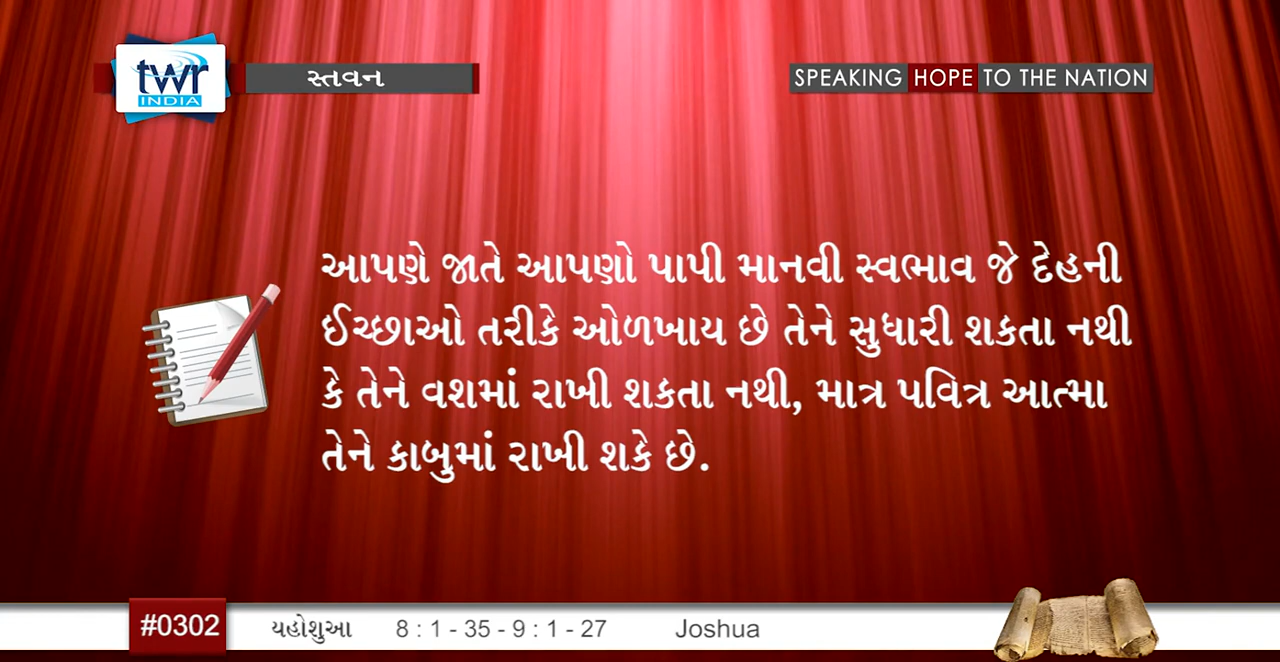 twr
INDIA
સ્તવન
SPEAKING HOPE TO THE NATION
આપણે જાતે આપણો પાપી માનવી સ્વભાવ જે દેહની
ઈચ્છાઓ તરીકે ઓળખાય છે તેને સુધારી શકતા નથી
કે તેને વશમાં રાખી શકતા નથી, માત્ર પવિત્ર આત્મા
તેને કાબુમાં રાખી શકે છે.
#0302 યહોશુઆ 8 : 1 - 35 - 9 : 1 - 27 Joshua